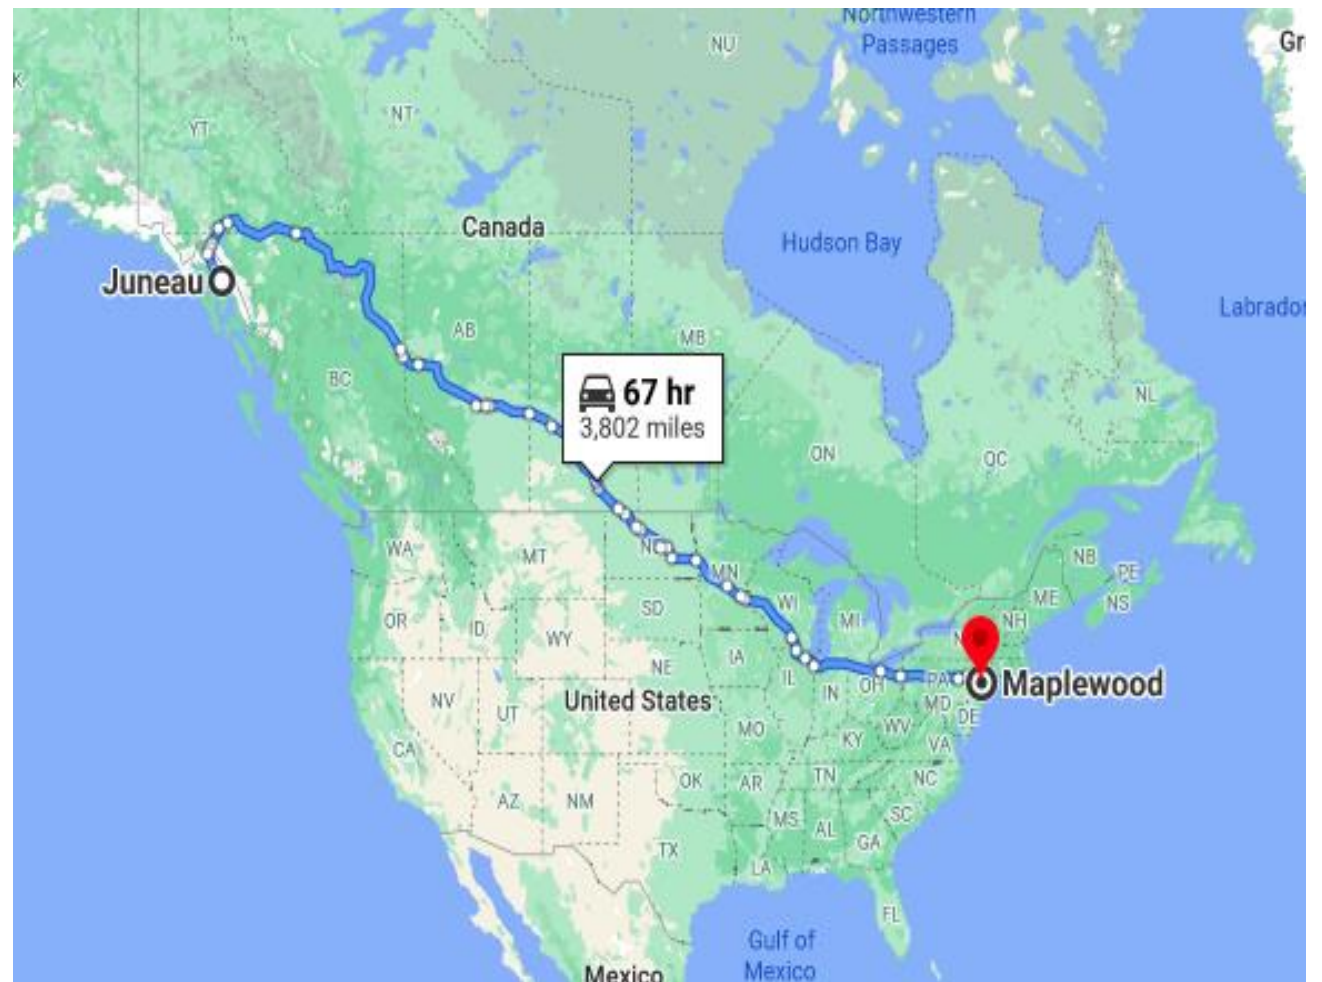 Northwestern
Passages
Gr
NU
K
NT
YT
Canada
Hudson Bay
Juneau
Labrador
AB
MB
BC
67 hr
3,802 miles
NL
ON
QC
WA
MT
MN
NB
PE
ME
NS
OR
ID
WY
SD
WI
MI
NH
NE
IA
IL
IN
OH
PA
Maplewood
NV
UT
United States
MD
DE
MO
WV
KY
VA
CA
OK
AR
TN
NC
AZ
NM
MS
AL
SC
GA
TX
LA
FL
Gulf of
Mexico
Mexico